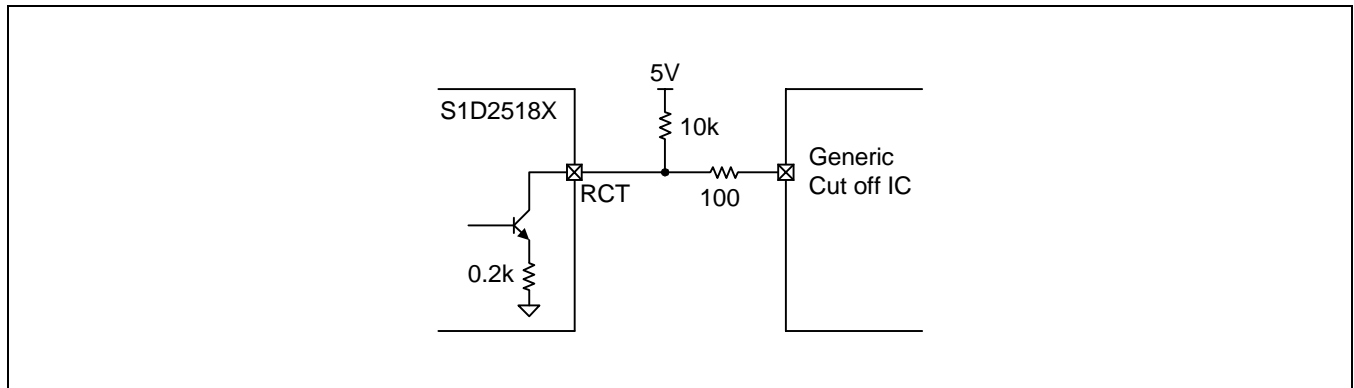 5V
S1D2518X
10k
Generic
Cut off IC
RCT
100
0.2k